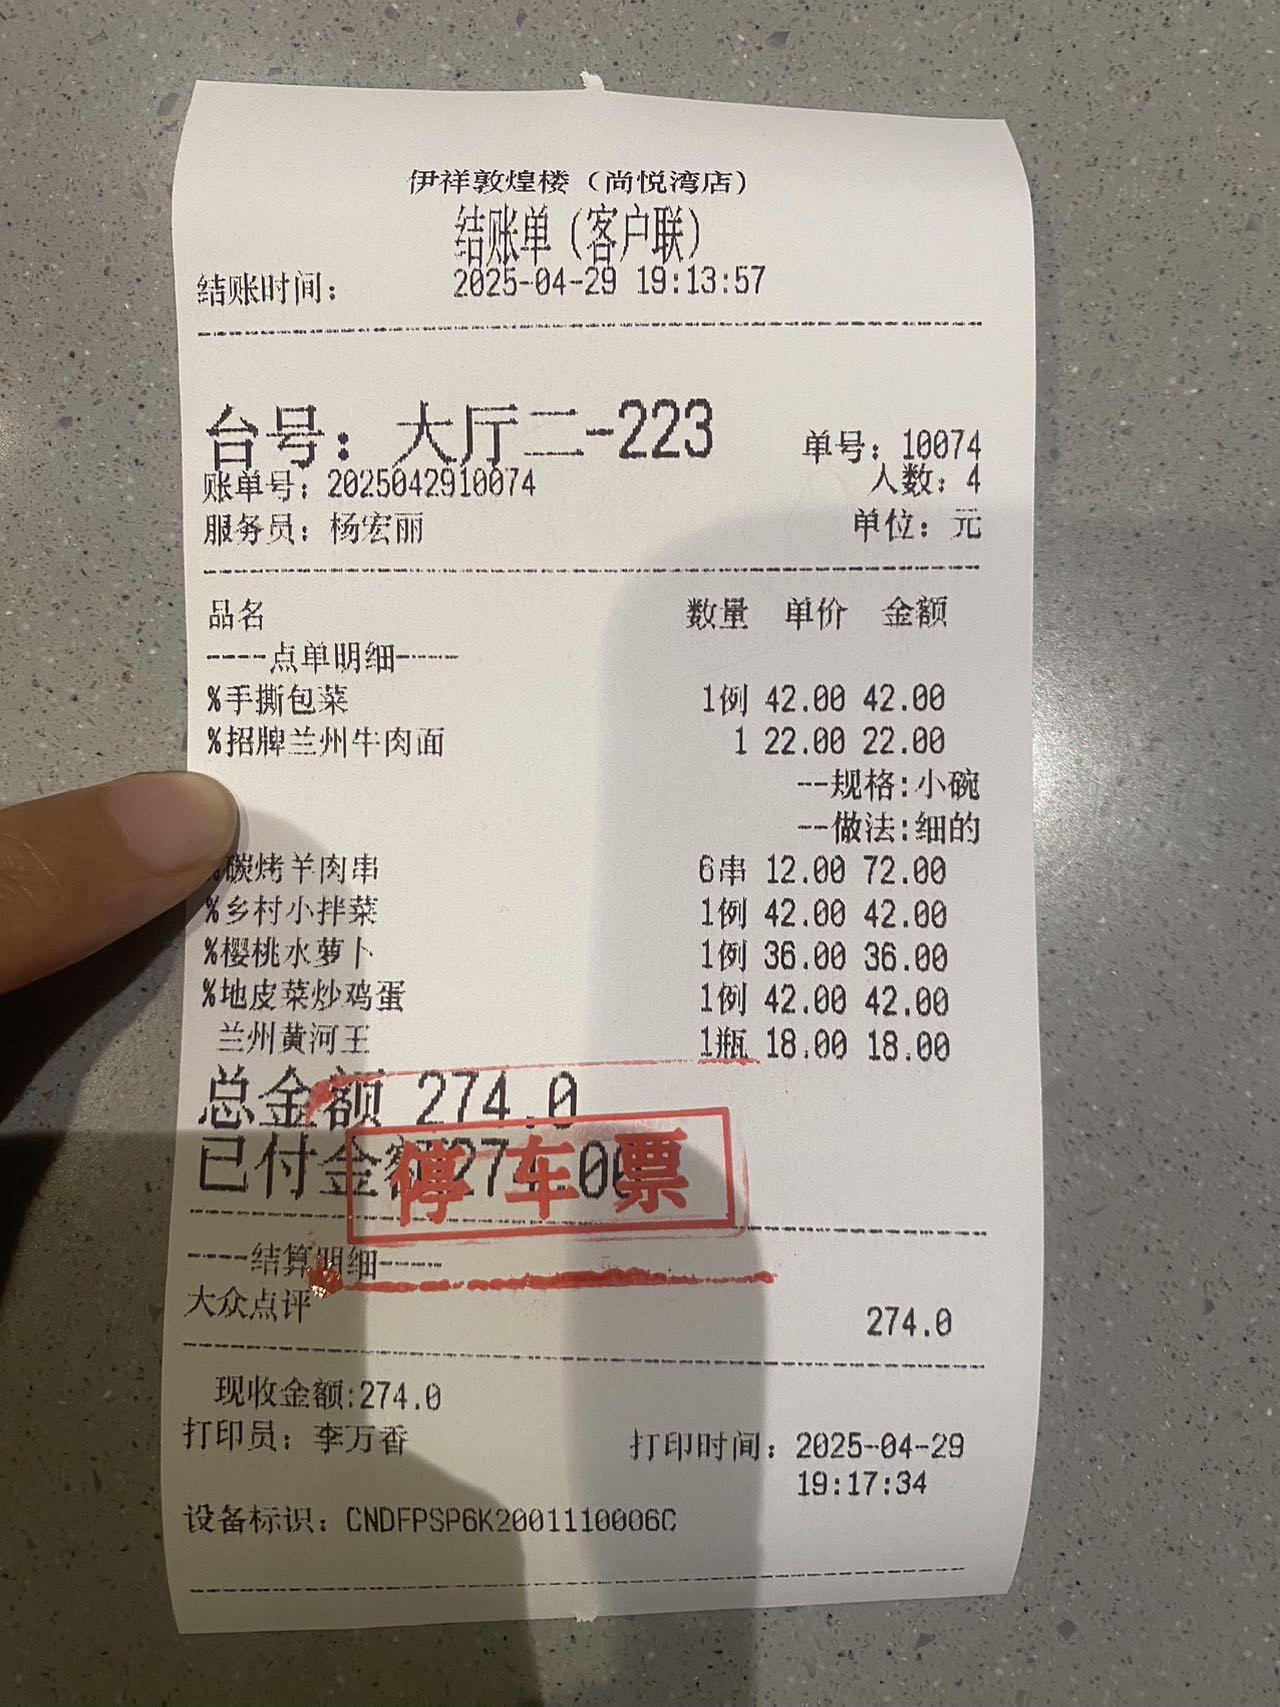 伊祥敦煌楼（尚悦湾店）
结账单（客户联）
结账时间： 2025-04-29 19:13:57
台号：大厅二-223 单号：10074
账单号：2025042910074 人数：4
服务员：杨宏丽 单位：元
品名 数量 单价 金额
----点单明细----
%手撕包菜 1例 42.00 42.00
%招牌兰州牛肉面 1 22.00 22.00
--规格:小碗
--做法:细的
%碳烤羊肉串 6串 12.00 72.00
%乡村小拌菜 1例 42.00 42.00
%樱桃水萝卜 1例 36.00 36.00
%地皮菜炒鸡蛋 1例 42.00 42.00
兰州黄河王 1瓶 18.00 18.00
总金额 274.0
已付金额274.00
停车票
----结算明细----
大众点评 274.0
现收金额:274.0
打印员：李万香 打印时间：2025-04-29
19:17:34
设备标识：CNDFPSP6K2001110006C